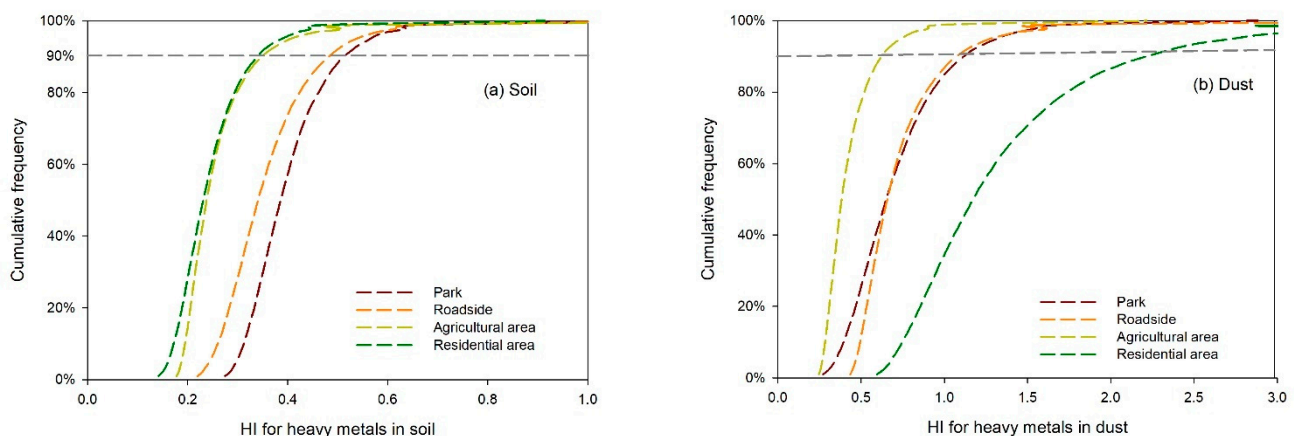 100%
90%
80%
60%
40%
20%
0%
Cumulative frequency
(a) Soil
Park
Roadside
Agricultural area
Residential area
0.0 0.2 0.4 0.6 0.8 1.0
HI for heavy metals in soil
100%
90%
80%
60%
40%
20%
0%
Cumulative frequency
(b) Dust
Park
Roadside
Agricultural area
Residential area
0.0 0.5 1.0 1.5 2.0 2.5 3.0
HI for heavy metals in dust